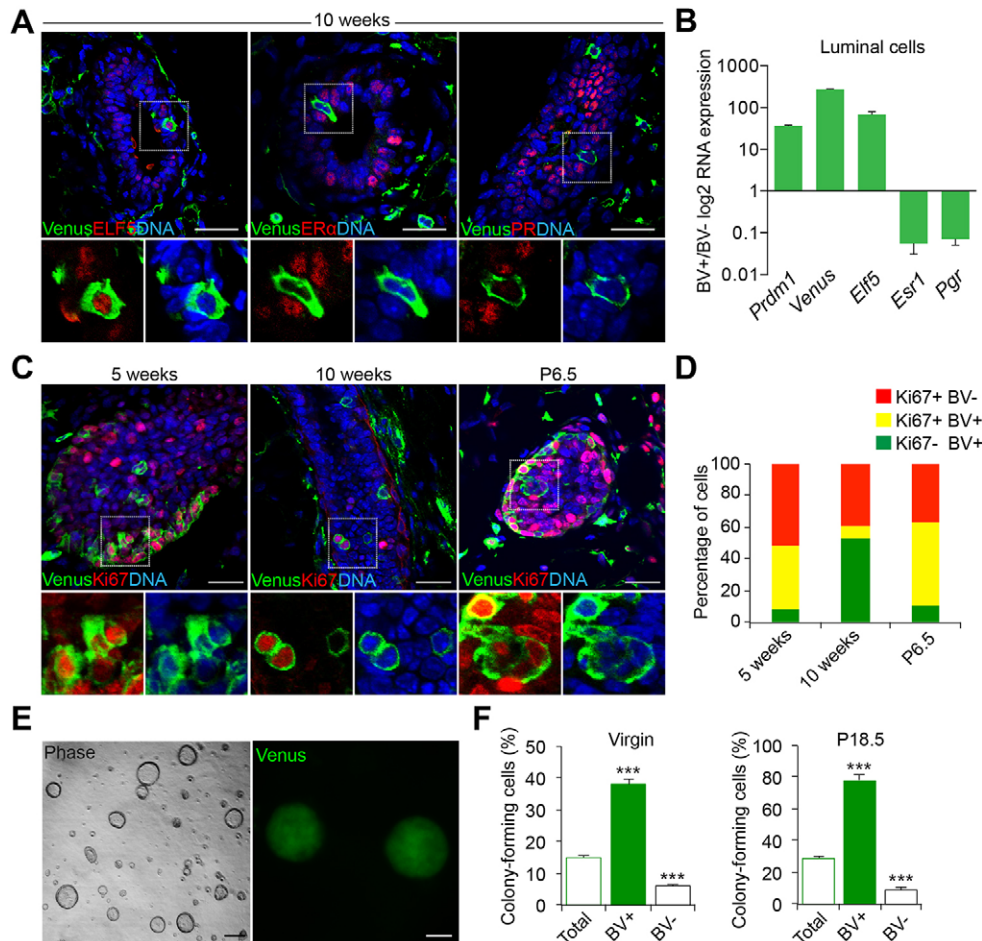 A
10 weeks
VenusELF5DNA
VenusERαDNA
VenusPRDNA
B
Luminal cells
BV+/BV- log2 RNA expression
1000
100
10
1
0.1
0.01
Prdm1
Venus
Elf5
Esr1
Pgr
C
5 weeks
10 weeks
P6.5
VenusKi67DNA
VenusKi67DNA
VenusKi67DNA
D
Ki67+ BV-
Ki67+ BV+
Ki67- BV+
Percentage of cells
100
80
60
40
20
0
5 weeks
10 weeks
P6.5
E
Phase
Venus
F
Virgin
Colony-forming cells (%)
50
40
30
20
10
0
***
***
Total
BV+
BV-
P18.5
Colony-forming cells (%)
100
80
60
40
20
0
***
***
Total
BV+
BV-